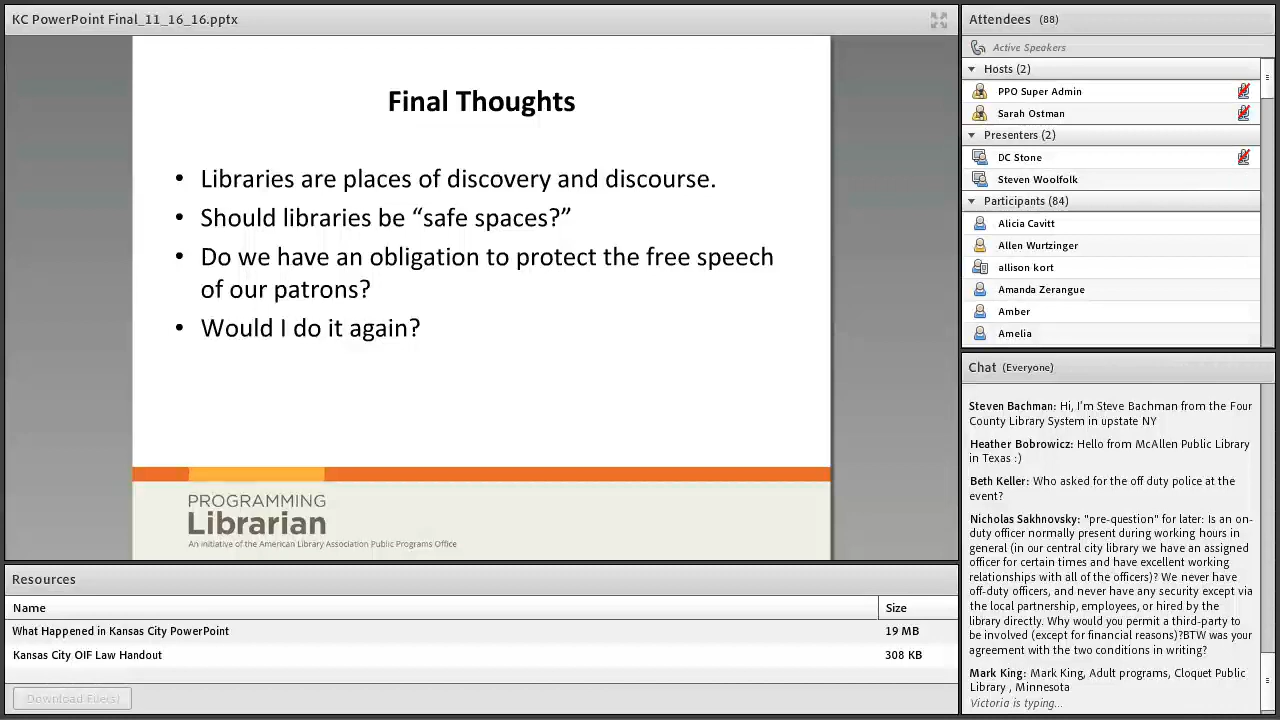 KC PowerPoint Final_11_16_16.pptx
Final Thoughts
• Libraries are places of discovery and discourse.
• Should libraries be “safe spaces?”
• Do we have an obligation to protect the free speech
of our patrons?
• Would I do it again?
PROGRAMMING
Librarian
An initiative of the American Library Association Public Programs Office
Resources
Name Size
What Happened in Kansas City PowerPoint 19 MB
Kansas City OIF Law Handout 308 KB
Download File(s)
Attendees (88)
Active Speakers
Hosts (2)
PPO Super Admin
Sarah Ostman
Presenters (2)
DC Stone
Steven Woolfolk
Participants (84)
Alicia Cavitt
Allen Wurtzinger
allison kort
Amanda Zerangue
Amber
Amelia
Chat (Everyone)
Steven Bachman: Hi, I'm Steve Bachman from the Four
County Library System in upstate NY
Heather Bobrowicz: Hello from McAllen Public Library
in Texas :)
Beth Keller: Who asked for the off duty police at the
event?
Nicholas Sakhnovsky: "pre-question" for later: Is an on-
duty officer normally present during working hours in
general (in our central city library we have an assigned
officer for certain times and have excellent working
relationships with all of the officers)? We never have
off-duty officers, and never have any security except via
the local partnership, employees, or hired by the
library directly. Why would you permit a third-party to
be involved (except for financial reasons)?BTW was your
agreement with the two conditions in writing?
Mark King: Mark King, Adult programs, Cloquet Public
Library , Minnesota
Victoria is typing...